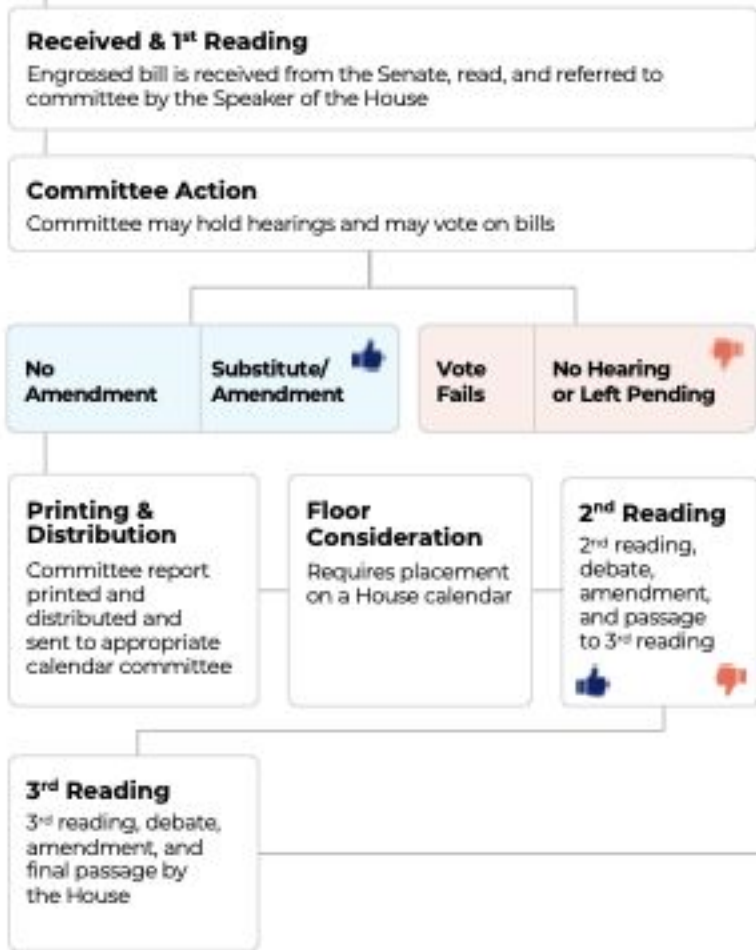 Received & 1st Reading
Engrossed bill is received from the Senate, read, and referred to
committee by the Speaker of the House
Committee Action
Committee may hold hearings and may vote on bills
No
Amendment
Substitute/
Amendment
Vote
Fails
No Hearing
or Left Pending
Printing &
Distribution
Committee report
printed and
distributed and
sent to appropriate
calendar committee
Floor
Consideration
Requires placement
on a House calendar
2nd Reading
2nd reading,
debate,
amendment,
and passage
to 3rd reading
3rd Reading
3rd reading, debate,
amendment, and
final passage by
the House